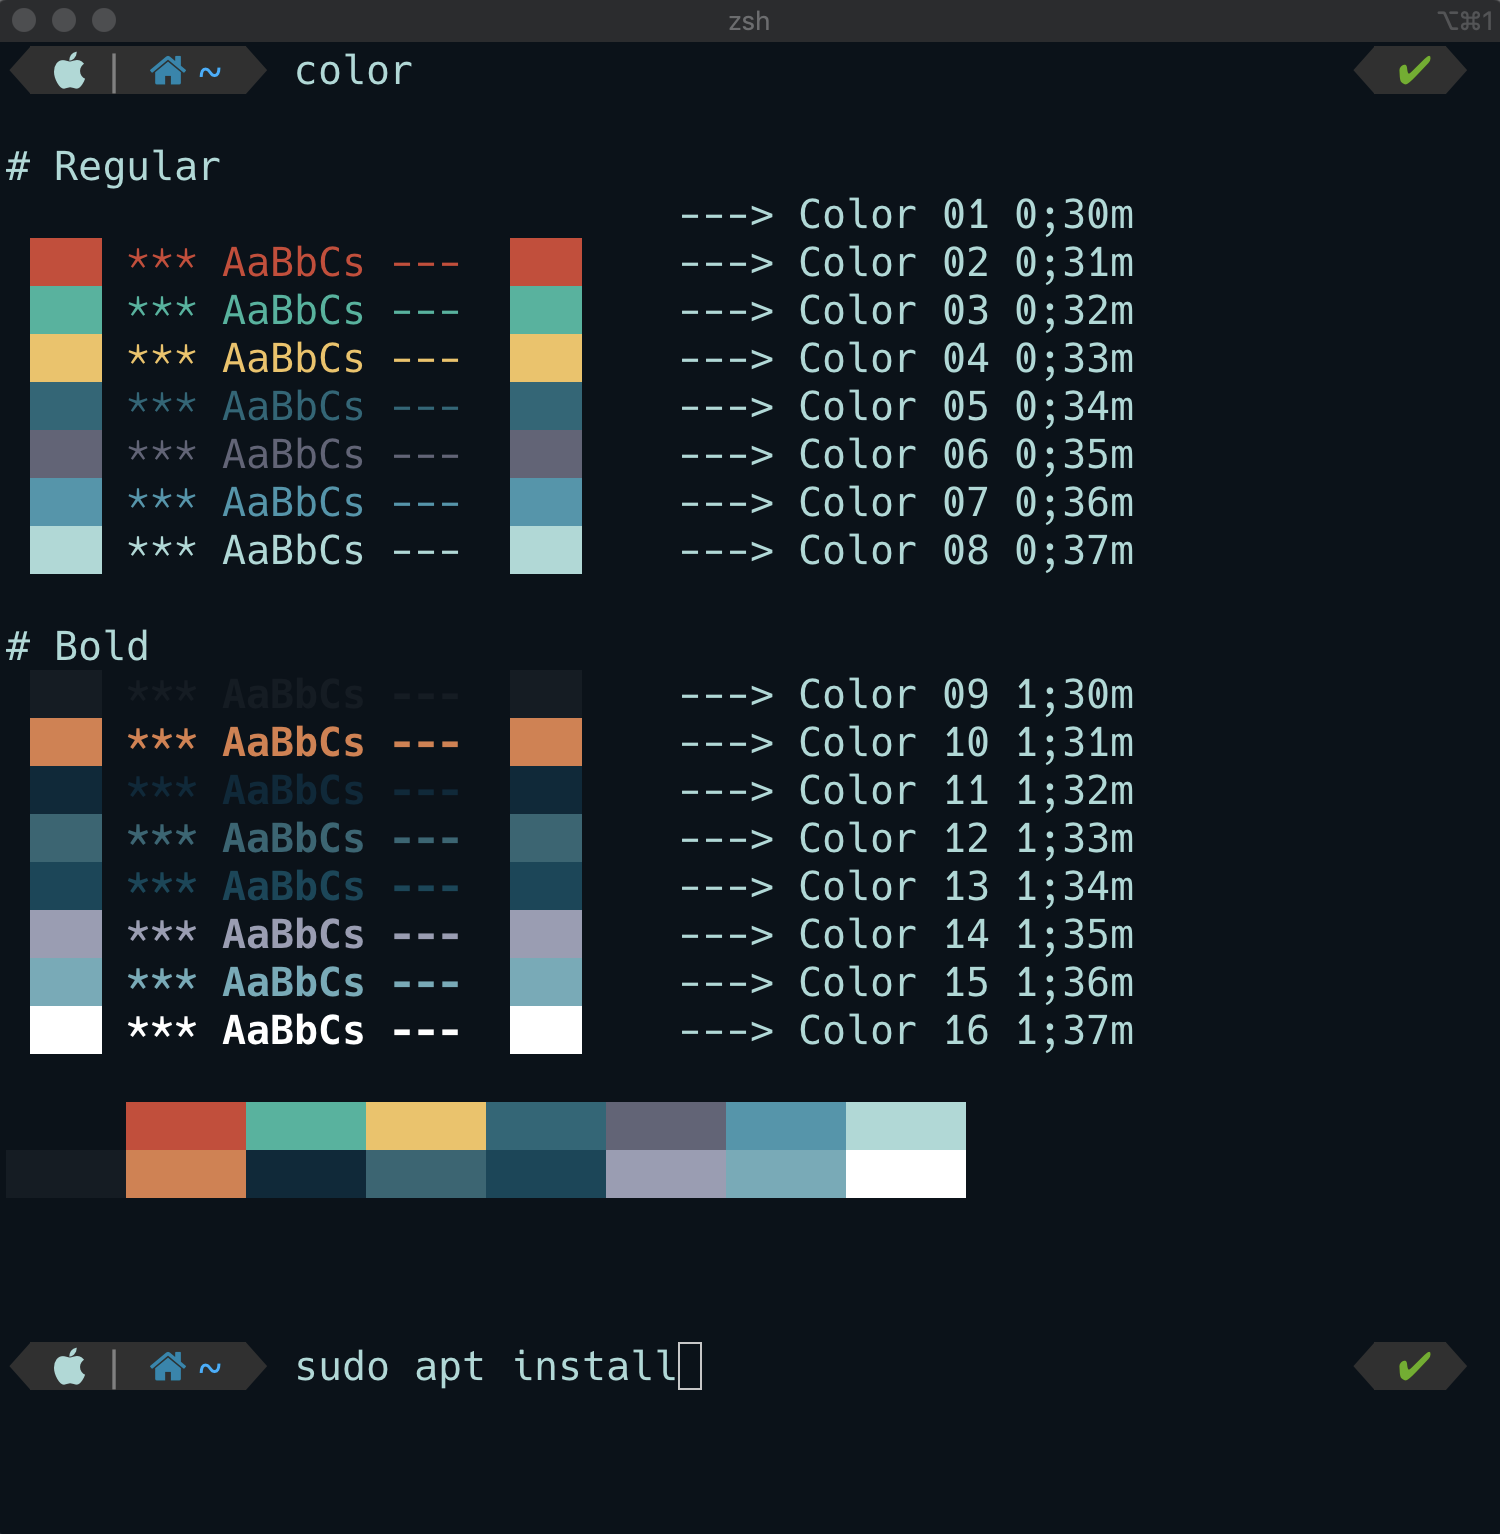 zsh ⌥⌘1
~ color ✔
# Regular
---> Color 01 0;30m
*** AaBbCs --- ---> Color 02 0;31m
*** AaBbCs --- ---> Color 03 0;32m
*** AaBbCs --- ---> Color 04 0;33m
*** AaBbCs --- ---> Color 05 0;34m
*** AaBbCs --- ---> Color 06 0;35m
*** AaBbCs --- ---> Color 07 0;36m
*** AaBbCs --- ---> Color 08 0;37m
# Bold
*** AaBbCs --- ---> Color 09 1;30m
*** AaBbCs --- ---> Color 10 1;31m
*** AaBbCs --- ---> Color 11 1;32m
*** AaBbCs --- ---> Color 12 1;33m
*** AaBbCs --- ---> Color 13 1;34m
*** AaBbCs --- ---> Color 14 1;35m
*** AaBbCs --- ---> Color 15 1;36m
*** AaBbCs --- ---> Color 16 1;37m
~ sudo apt install ✔